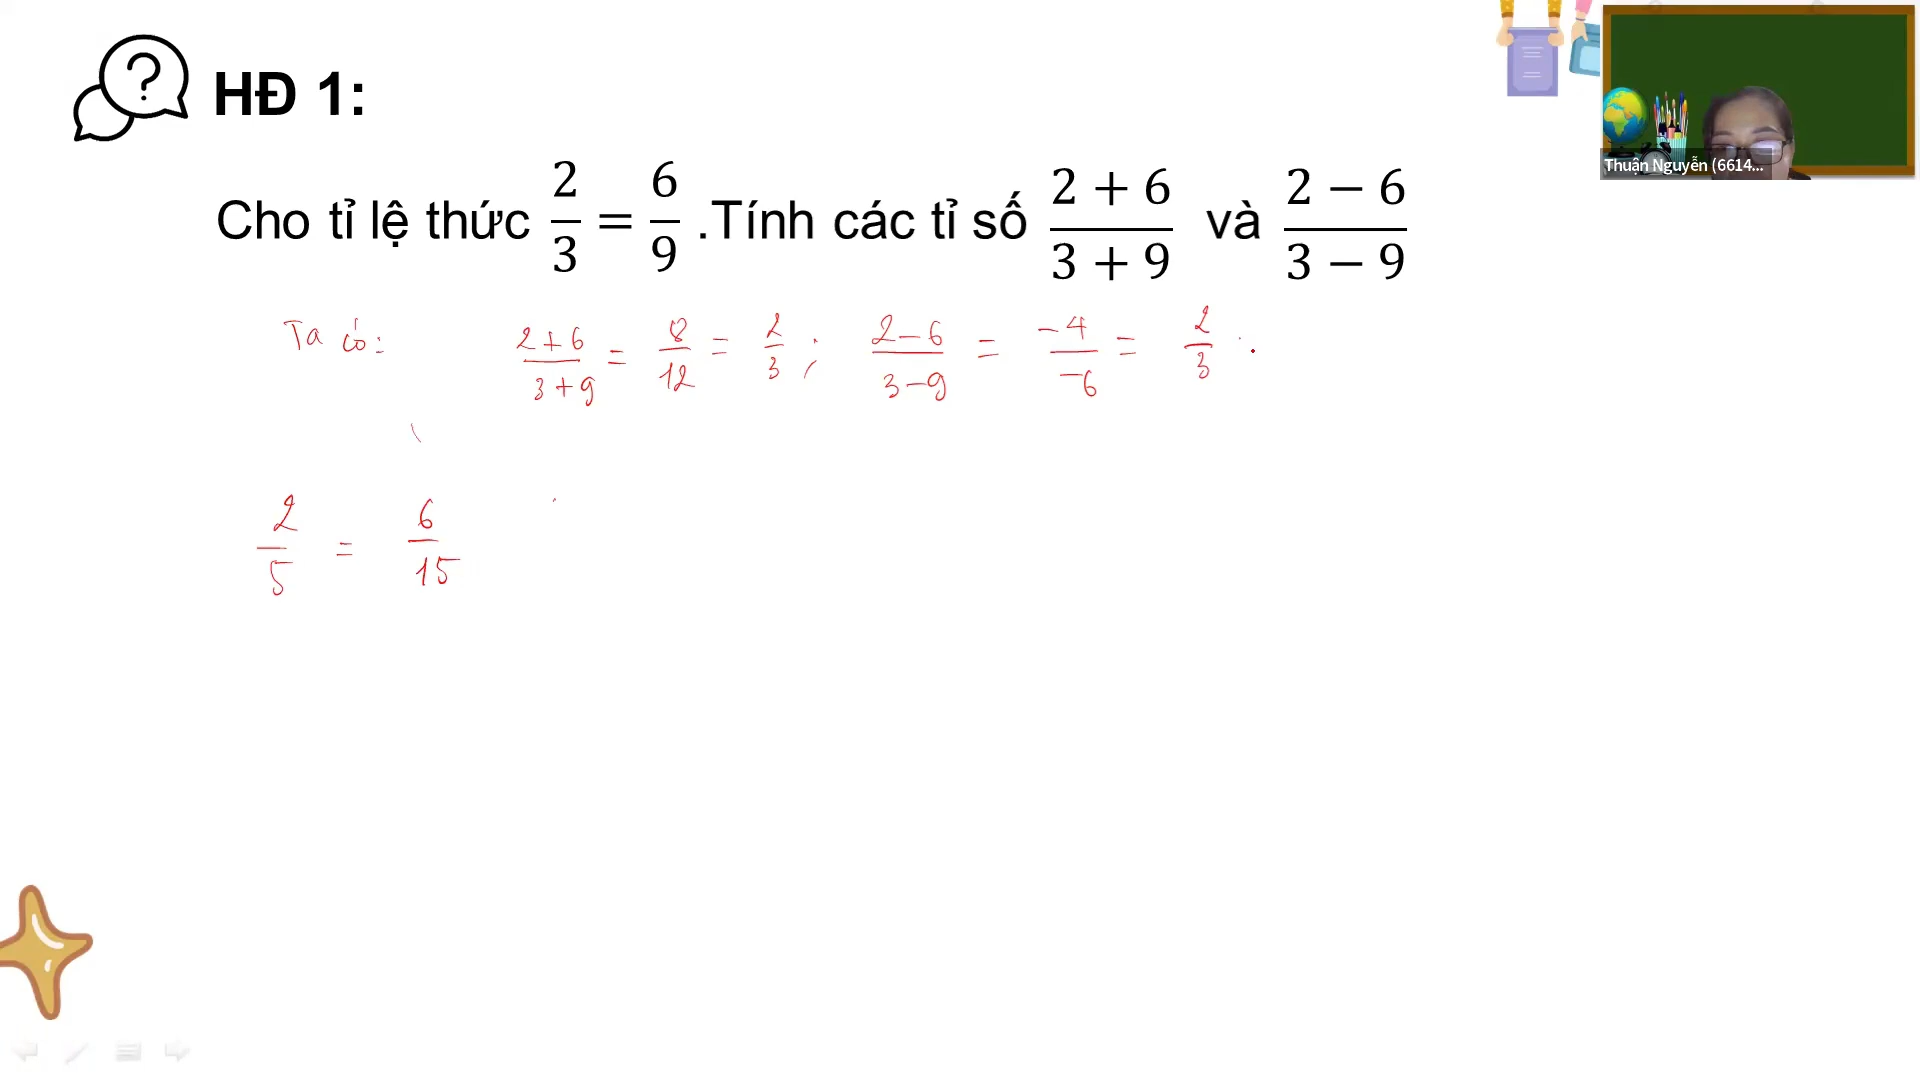 HĐ 1:
Cho tỉ lệ thức 2/3 = 6/9 .Tính các tỉ số (2 + 6)/(3 + 9) và (2 − 6)/(3 − 9)
Ta có: (2+6)/(3+9) = 8/12 = 2/3 ; (2−6)/(3−9) = −4/−6 = 2/3 .
2/5 = 6/15
Thuận Nguyễn (6614...